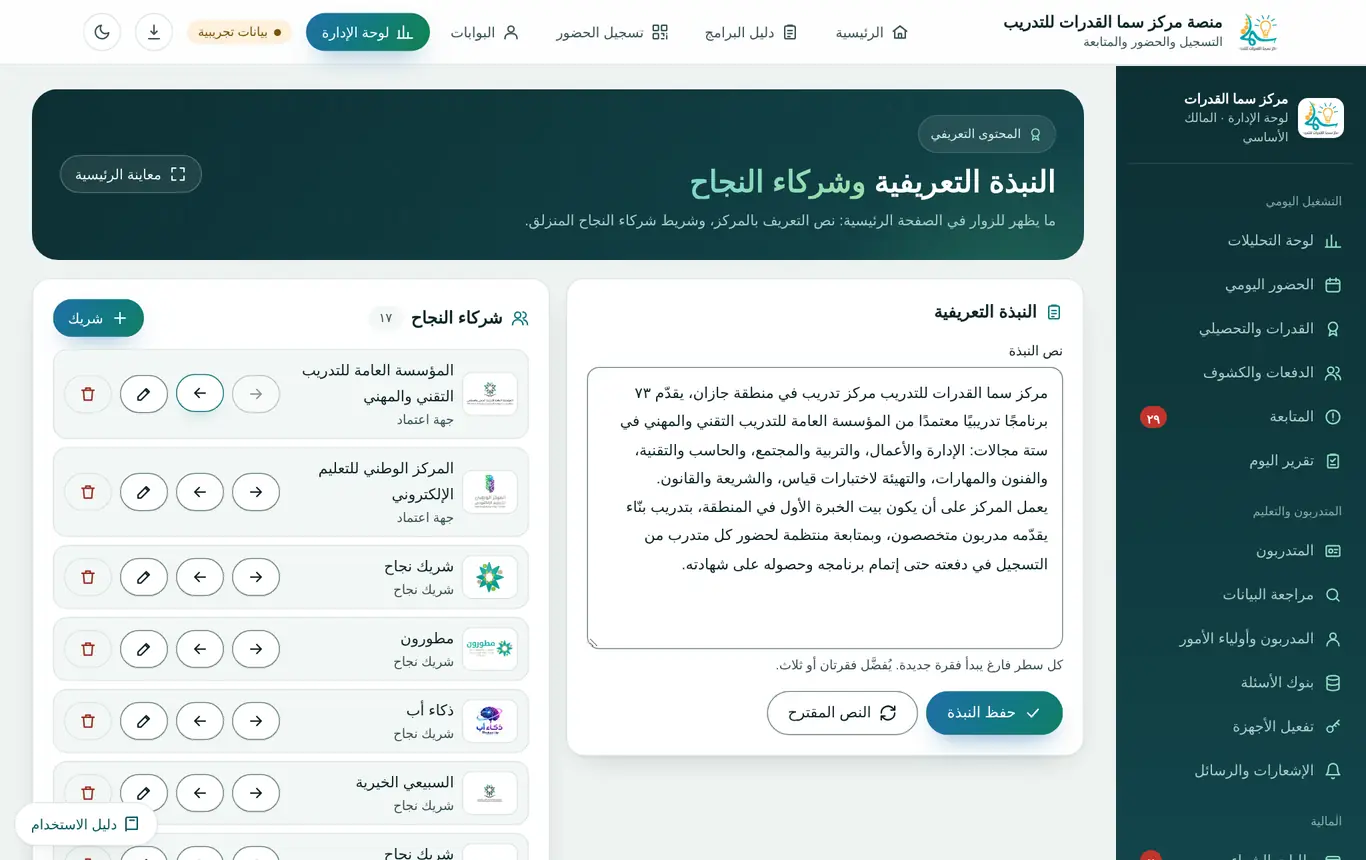 منصة مركز سما القدرات للتدريب
التسجيل والحضور والمتابعة
الرئيسية
دليل البرامج
تسجيل الحضور
البوابات
لوحة الإدارة
بيانات تجريبية
مركز سما القدرات
لوحة الإدارة · المالك
الأساسي
التشغيل اليومي
لوحة التحليلات
الحضور اليومي
القدرات والتحصيلي
الدفعات والكشوف
المتابعة
٢٩
تقرير اليوم
المتدربون والتعليم
المتدربون
مراجعة البيانات
المدربون وأولياء الأمور
بنوك الأسئلة
تفعيل الأجهزة
الإشعارات والرسائل
المالية
المحتوى التعريفي
النبذة التعريفية وشركاء النجاح
ما يظهر للزوار في الصفحة الرئيسية: نص التعريف بالمركز، وشريط شركاء النجاح المنزلق.
معاينة الرئيسية
النبذة التعريفية
نص النبذة
مركز سما القدرات للتدريب مركز تدريب في منطقة جازان، يقدّم ٧٣
برنامجًا تدريبيًا معتمدًا من المؤسسة العامة للتدريب التقني والمهني في
ستة مجالات: الإدارة والأعمال، والتربية والمجتمع، والحاسب والتقنية،
والفنون والمهارات، والتهيئة لاختبارات قياس، والشريعة والقانون.
يعمل المركز على أن يكون بيت الخبرة الأول في المنطقة، بتدريب بنّاء
يقدّمه مدربون متخصصون، وبمتابعة منتظمة لحضور كل متدرب من
التسجيل في دفعته حتى إتمام برنامجه وحصوله على شهادته.
كل سطر فارغ يبدأ فقرة جديدة. يُفضَّل فقرتان أو ثلاث.
حفظ النبذة
النص المقترح
شركاء النجاح
١٧
شريك
المؤسسة العامة للتدريب
التقني والمهني
جهة اعتماد
المركز الوطني للتعليم
الإلكتروني
جهة اعتماد
شريك نجاح
شريك نجاح
مطورون
مطورون
شريك نجاح
ذكاء أب
ذكاء أب
شريك نجاح
السبيعي الخيرية
شريك نجاح
شريك نجاح
دليل الاستخدام